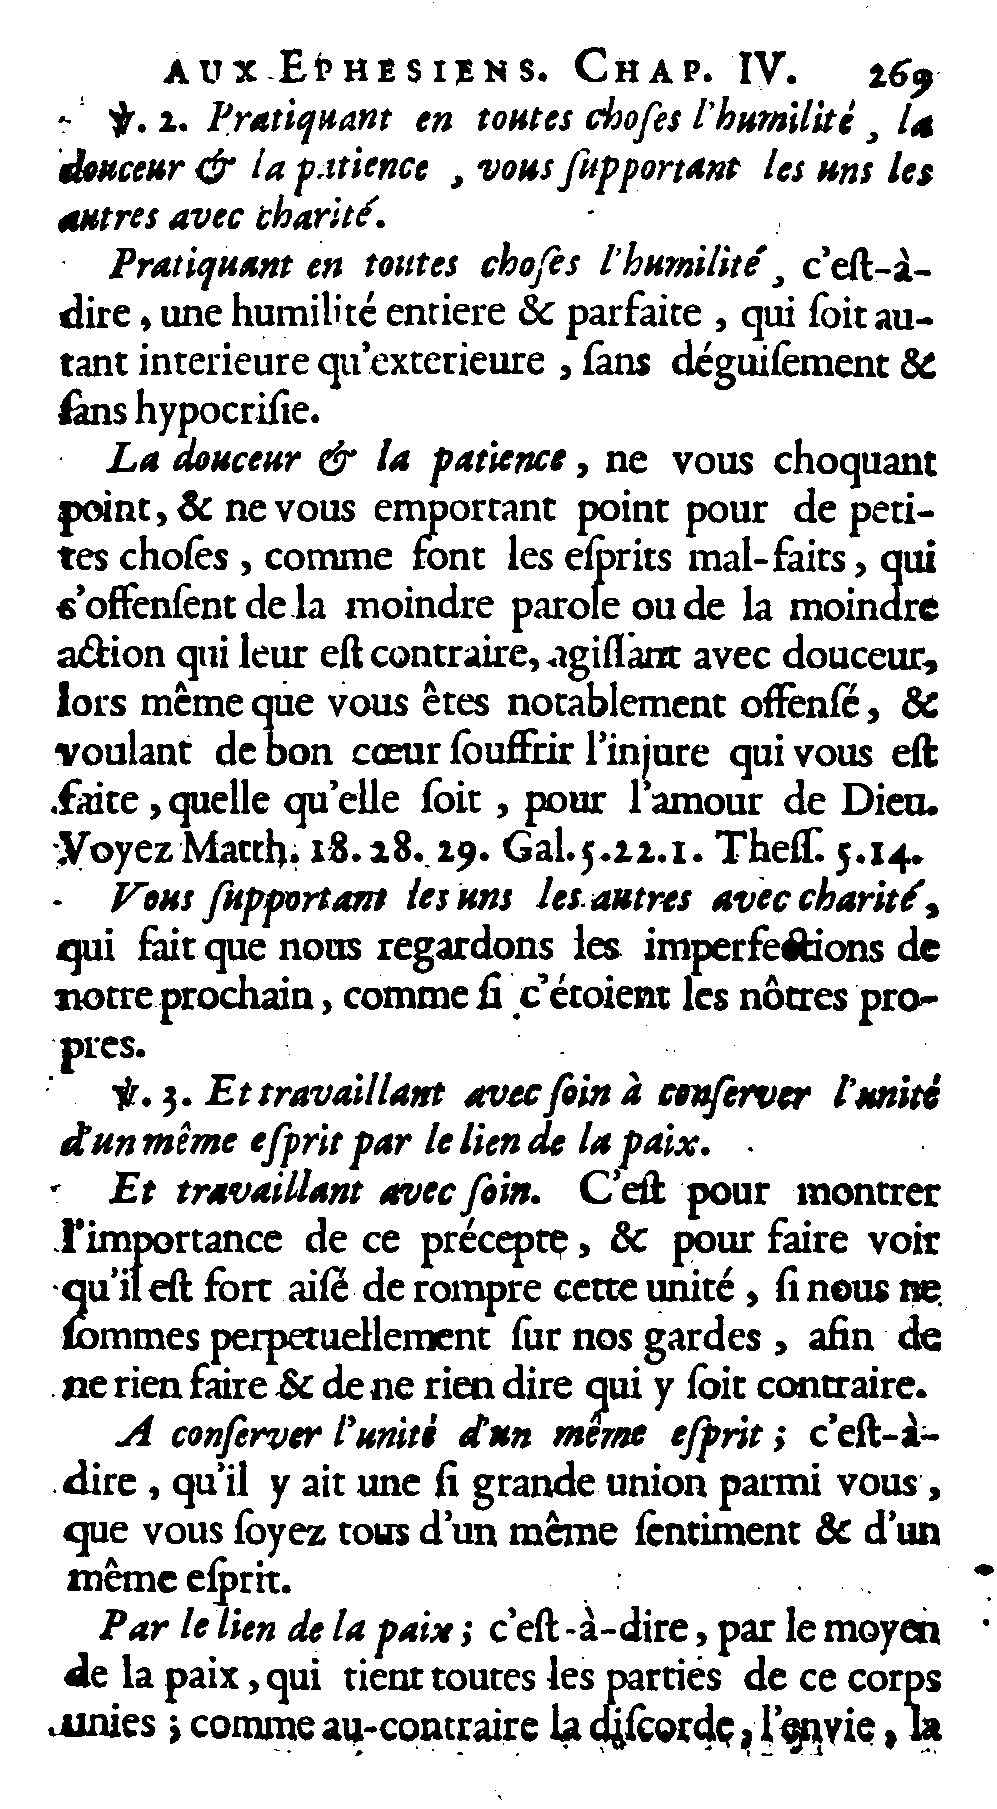 AUX EPHESIENS. CHAP. IV. 269
℣. 2. Pratiquant en toutes choſes l'humilité, la
douceur & la patience, vous ſupportant les uns les
autres avec charité.
Pratiquant en toutes choſes l'humilité, c'eſt-à-
dire, une humilité entiere & parfaite, qui ſoit au-
tant interieure qu'exterieure, ſans déguiſement &
ſans hypocriſie.
La douceur & la patience, ne vous choquant
point, & ne vous emportant point pour de peti-
tes choſes, comme font les eſprits mal-faits, qui
s'offenſent de la moindre parole ou de la moindre
action qui leur eſt contraire, agiſſant avec douceur,
lors même que vous êtes notablement offenſé, &
voulant de bon cœur ſouffrir l'injure qui vous eſt
faite, quelle qu'elle ſoit, pour l'amour de Dieu.
Voyez Matth. 18. 28. 29. Gal. 5. 22. 1. Theſſ. 5. 14.
Vous ſupportant les uns les autres avec charité,
qui fait que nous regardons les imperfections de
notre prochain, comme ſi c'étoient les nôtres pro-
pres.
℣. 3. Et travaillant avec ſoin à conſerver l'unité
d'un même eſprit par le lien de la paix.
Et travaillant avec ſoin. C'eſt pour montrer
l'importance de ce précepte, & pour faire voir
qu'il eſt fort aiſé de rompre cette unité, ſi nous ne
ſommes perpetuellement ſur nos gardes, afin de
ne rien faire & de ne rien dire qui y ſoit contraire.
A conſerver l'unité d'un même eſprit; c'eſt-à-
dire, qu'il y ait une ſi grande union parmi vous,
que vous ſoyez tous d'un même ſentiment & d'un
même eſprit.
Par le lien de la paix; c'eſt-à-dire, par le moyen
de la paix, qui tient toutes les parties de ce corps
unies; comme au-contraire la diſcorde, l'envie, la